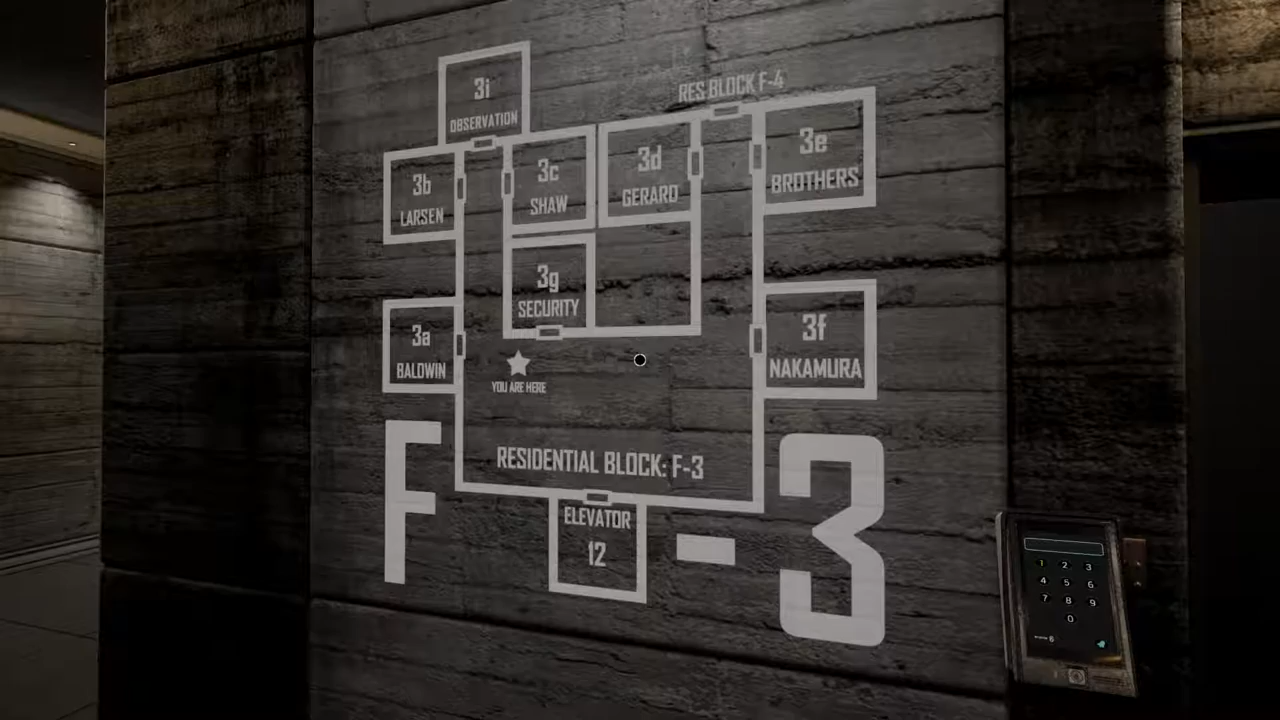 3i
OBSERVATION
RES.BLOCK F-4
3b
LARSEN
3c
SHAW
3d
GERARD
3e
BROTHERS
3g
SECURITY
3a
BALDWIN
YOU ARE HERE
3f
NAKAMURA
RESIDENTIAL BLOCK: F-3
ELEVATOR
12
F-3
1 2 3
4 5 6
7 8 9
0